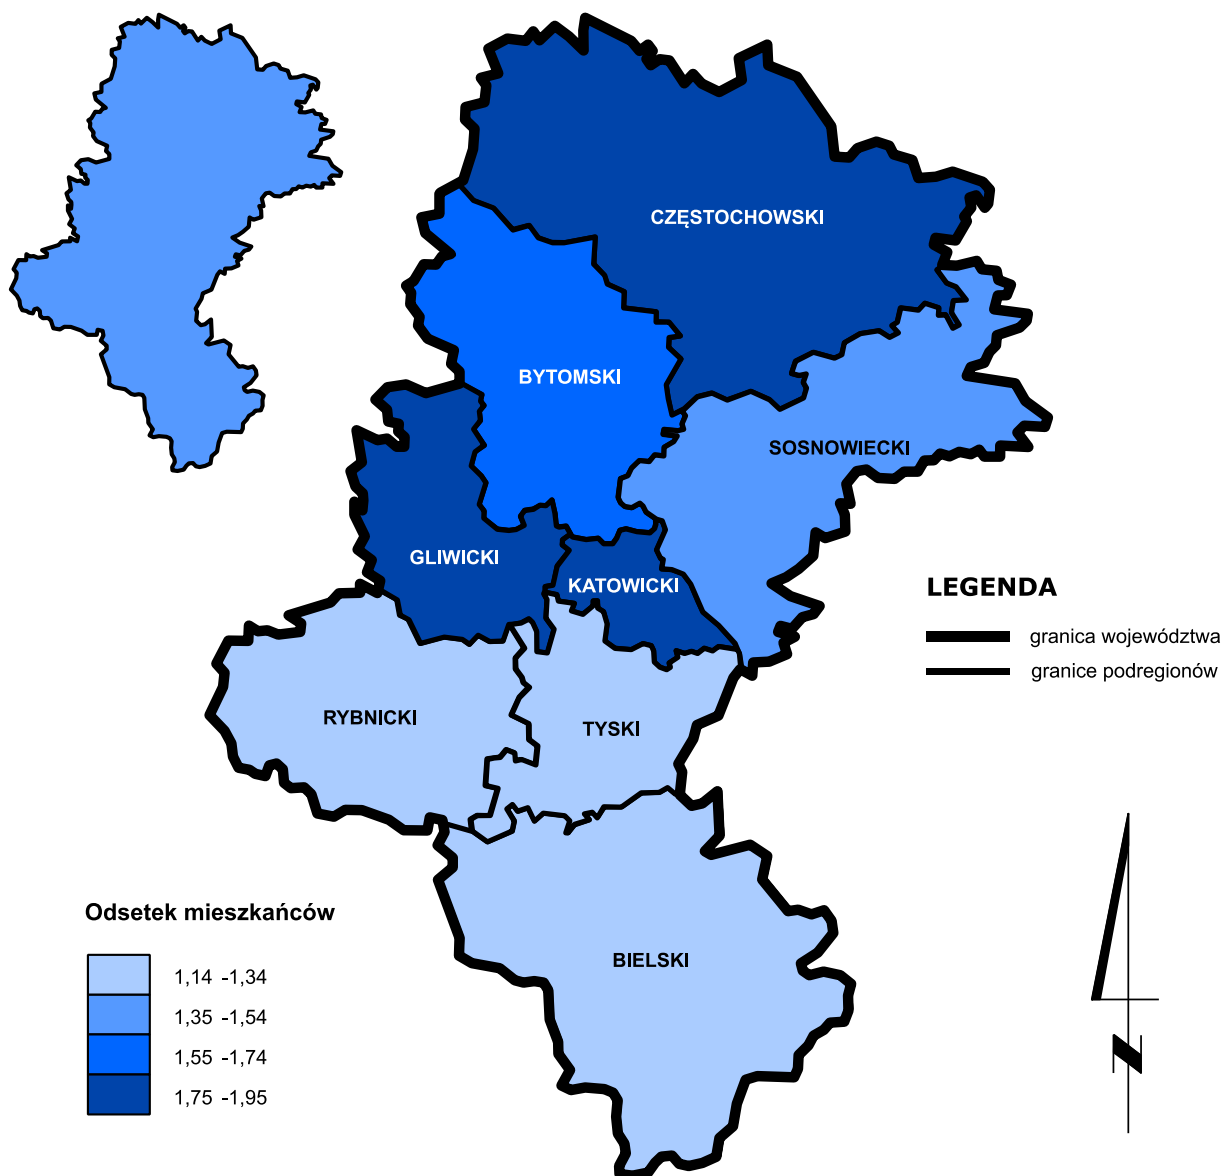 CZĘSTOCHOWSKI
BYTOMSKI
SOSNOWIECKI
GLIWICKI
KATOWICKI
RYBNICKI
TYSKI
BIELSKI
LEGENDA
granica województwa
granice podregionów
Odsetek mieszkańców
1,14 -1,34
1,35 -1,54
1,55 -1,74
1,75 -1,95
N